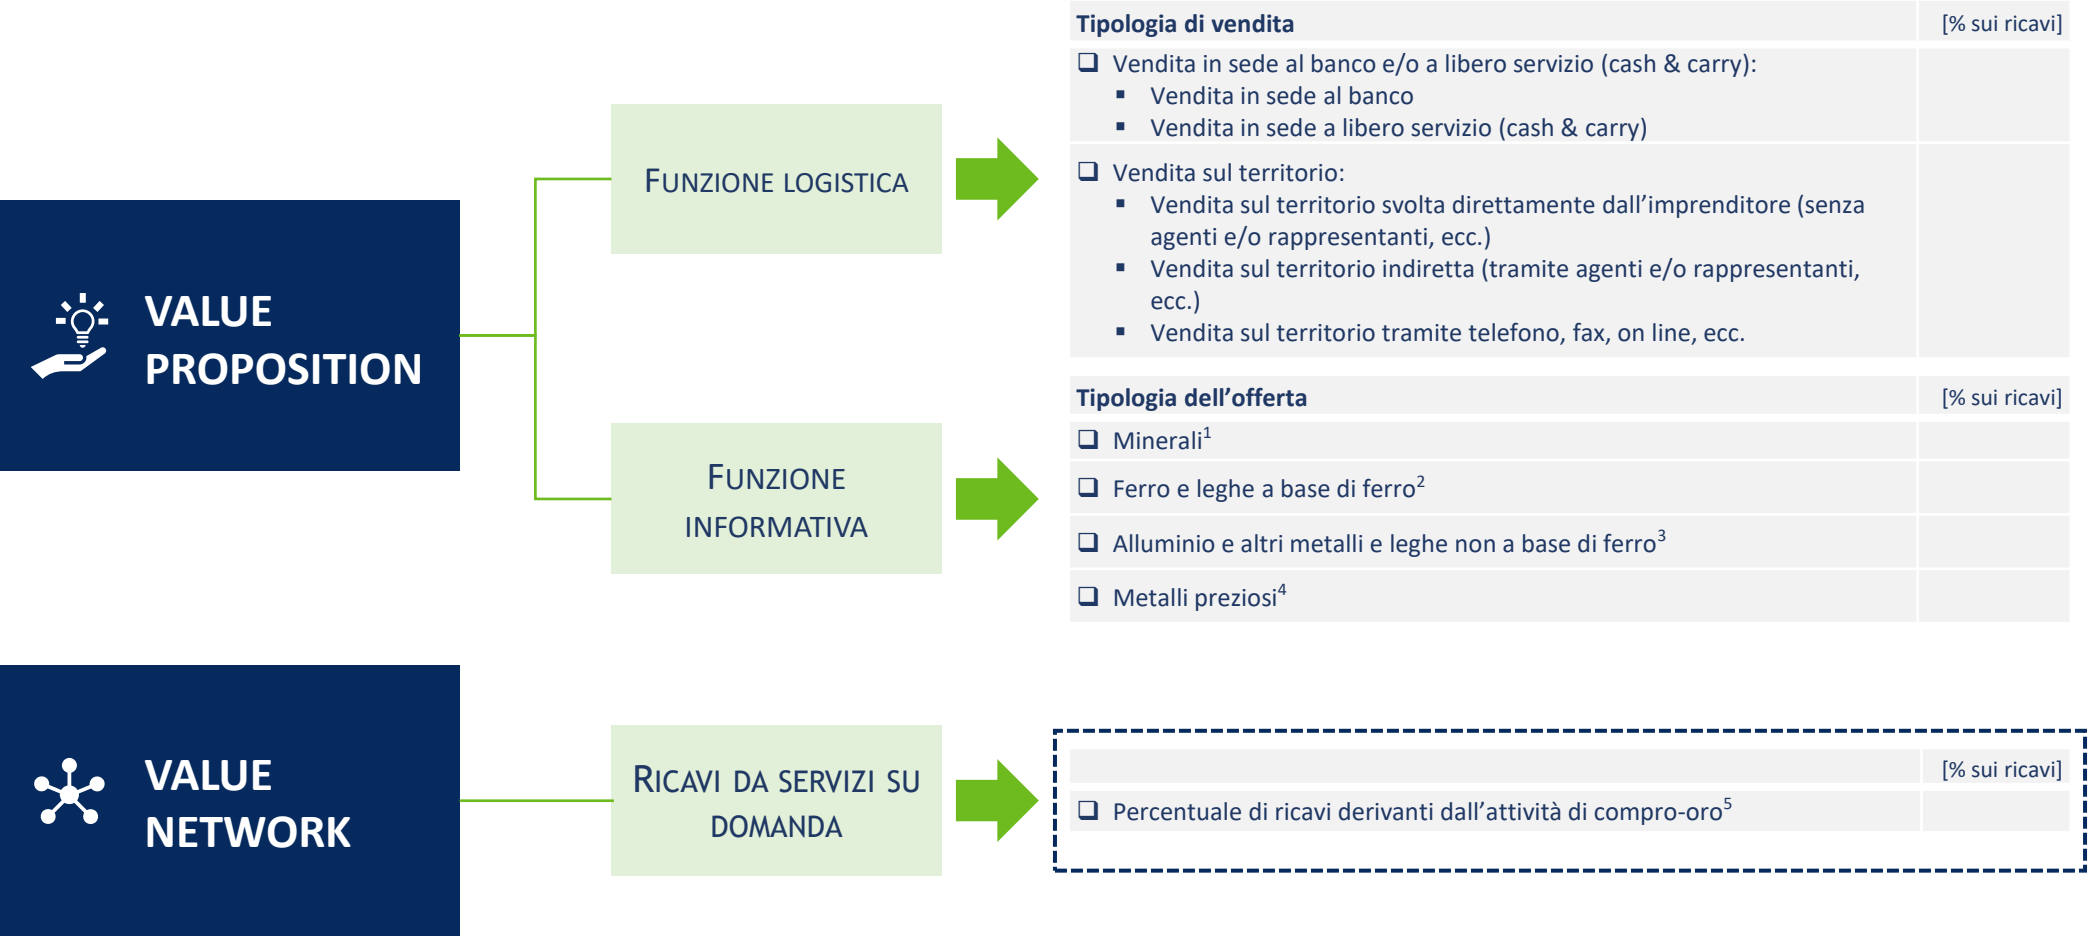 VALUE
PROPOSITION
FUNZIONE LOGISTICA
Tipologia di vendita [% sui ricavi]
❑ Vendita in sede al banco e/o a libero servizio (cash & carry):
▪ Vendita in sede al banco
▪ Vendita in sede a libero servizio (cash & carry)
❑ Vendita sul territorio:
▪ Vendita sul territorio svolta direttamente dall’imprenditore (senza
agenti e/o rappresentanti, ecc.)
▪ Vendita sul territorio indiretta (tramite agenti e/o rappresentanti,
ecc.)
▪ Vendita sul territorio tramite telefono, fax, on line, ecc.
FUNZIONE
INFORMATIVA
Tipologia dell’offerta [% sui ricavi]
❑ Minerali¹
❑ Ferro e leghe a base di ferro²
❑ Alluminio e altri metalli e leghe non a base di ferro³
❑ Metalli preziosi⁴
VALUE
NETWORK
RICAVI DA SERVIZI SU
DOMANDA
[% sui ricavi]
❑ Percentuale di ricavi derivanti dall’attività di compro-oro⁵